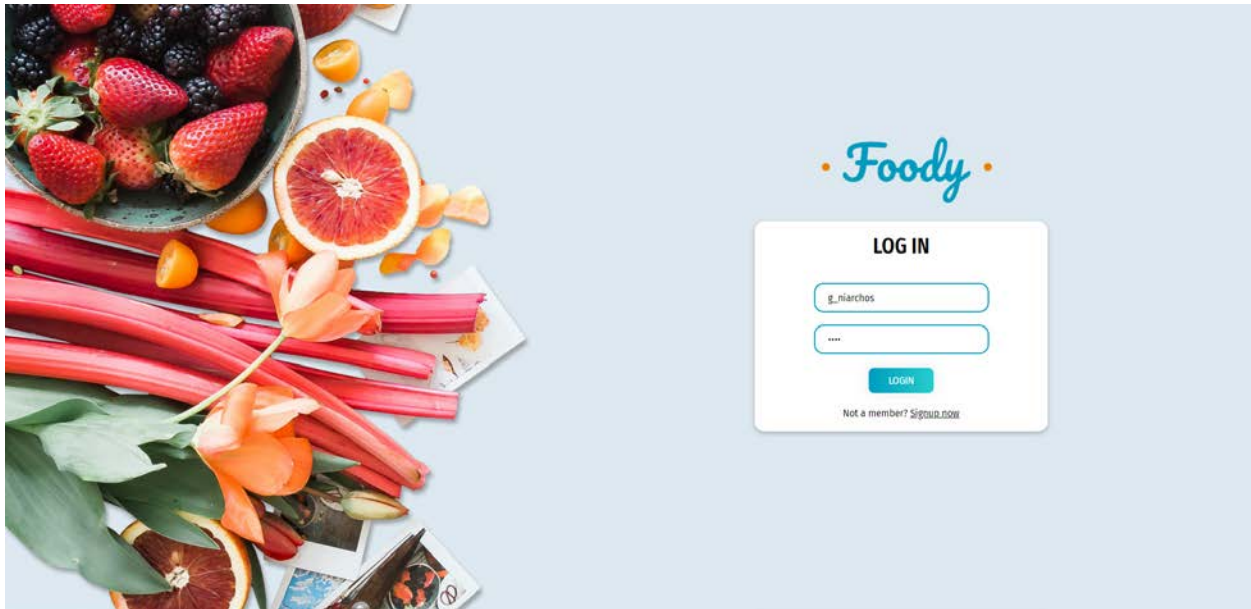 Foody
LOG IN
g_niarchos
••••
LOGIN
Not a member? Signup now